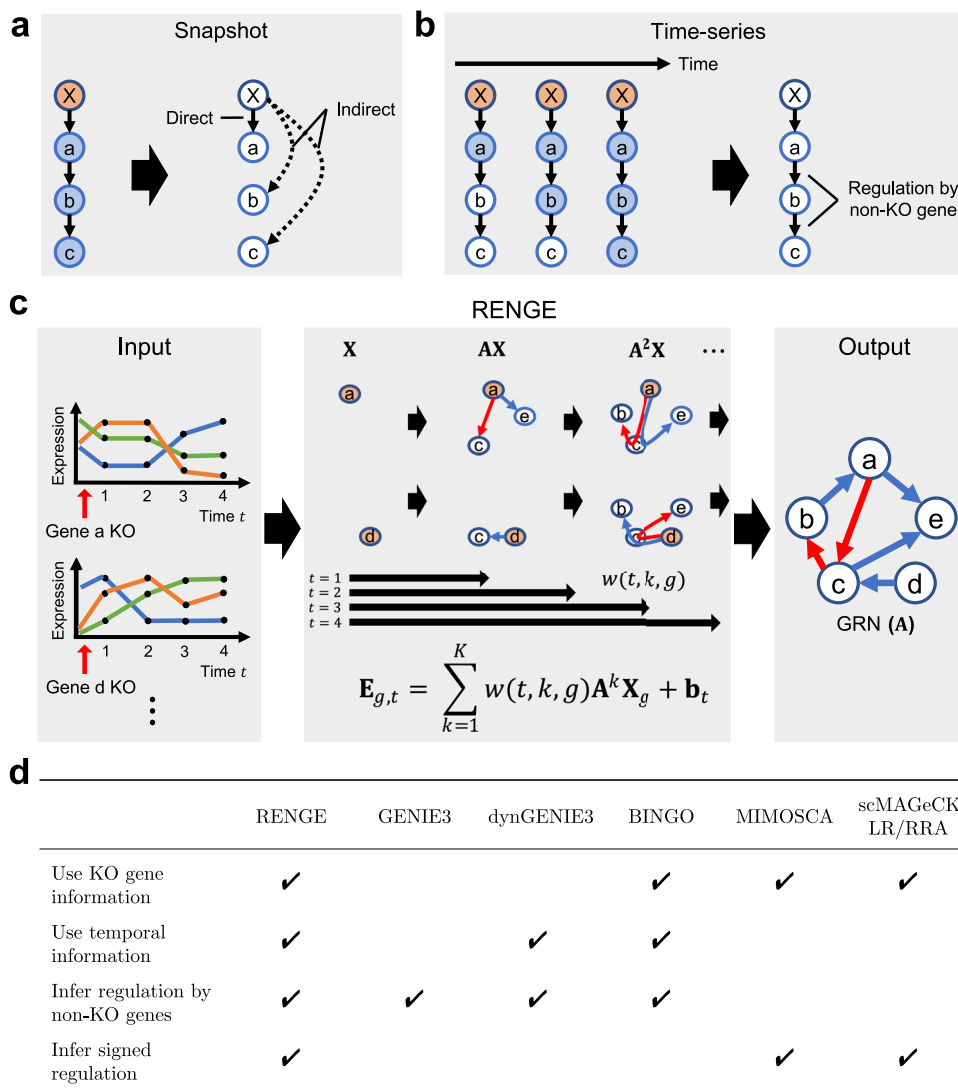 a
Snapshot
X
a
b
c
Direct
Indirect
X
a
b
c
b
Time-series
Time
X X X
a a a
b b b
c c c
X
a
b
c
Regulation by
non-KO gene
c
RENGE
Input
Expression
1 2 3 4
Time t
Gene a KO
Expression
1 2 3 4
Time t
Gene d KO
⋮
X AX A²X ⋯
a
a
e
c
a
b
e
c
d
c
d
b
e
c
d
t = 1
t = 2
t = 3
t = 4
w(t, k, g)
E_{g,t} = \sum_{k=1}^{K} w(t, k, g)A^k X_g + b_t
Output
a
b
e
c
d
GRN (A)
d
RENGE GENIE3 dynGENIE3 BINGO MIMOSCA scMAGeCK
LR/RRA
Use KO gene
information ✓ ✓ ✓ ✓
Use temporal
information ✓ ✓ ✓
Infer regulation by
non-KO genes ✓ ✓ ✓ ✓
Infer signed
regulation ✓ ✓ ✓